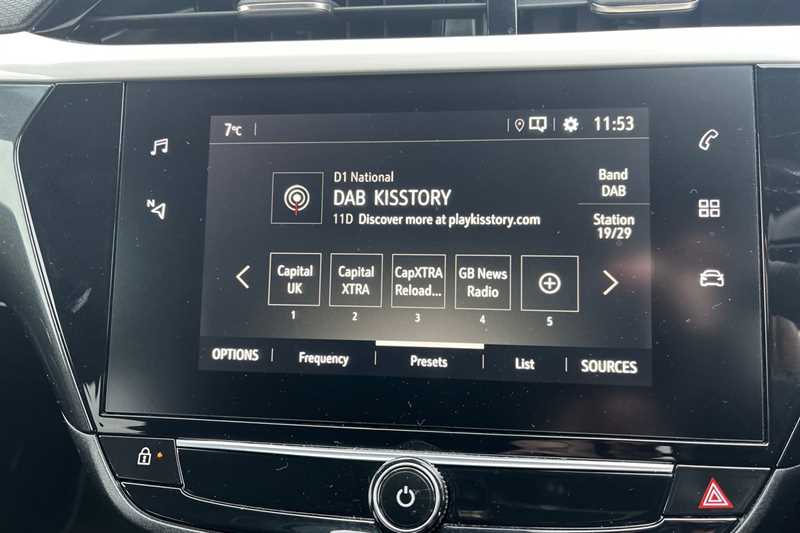 7°C
11:53
D1 National
DAB KISSTORY
11D Discover more at playkisstory.com
Band
DAB
Station
19/29
N
Capital
UK
Capital
XTRA
CapXTRA
Reload...
GB News
Radio
1
2
3
4
5
OPTIONS
Frequency
Presets
List
SOURCES